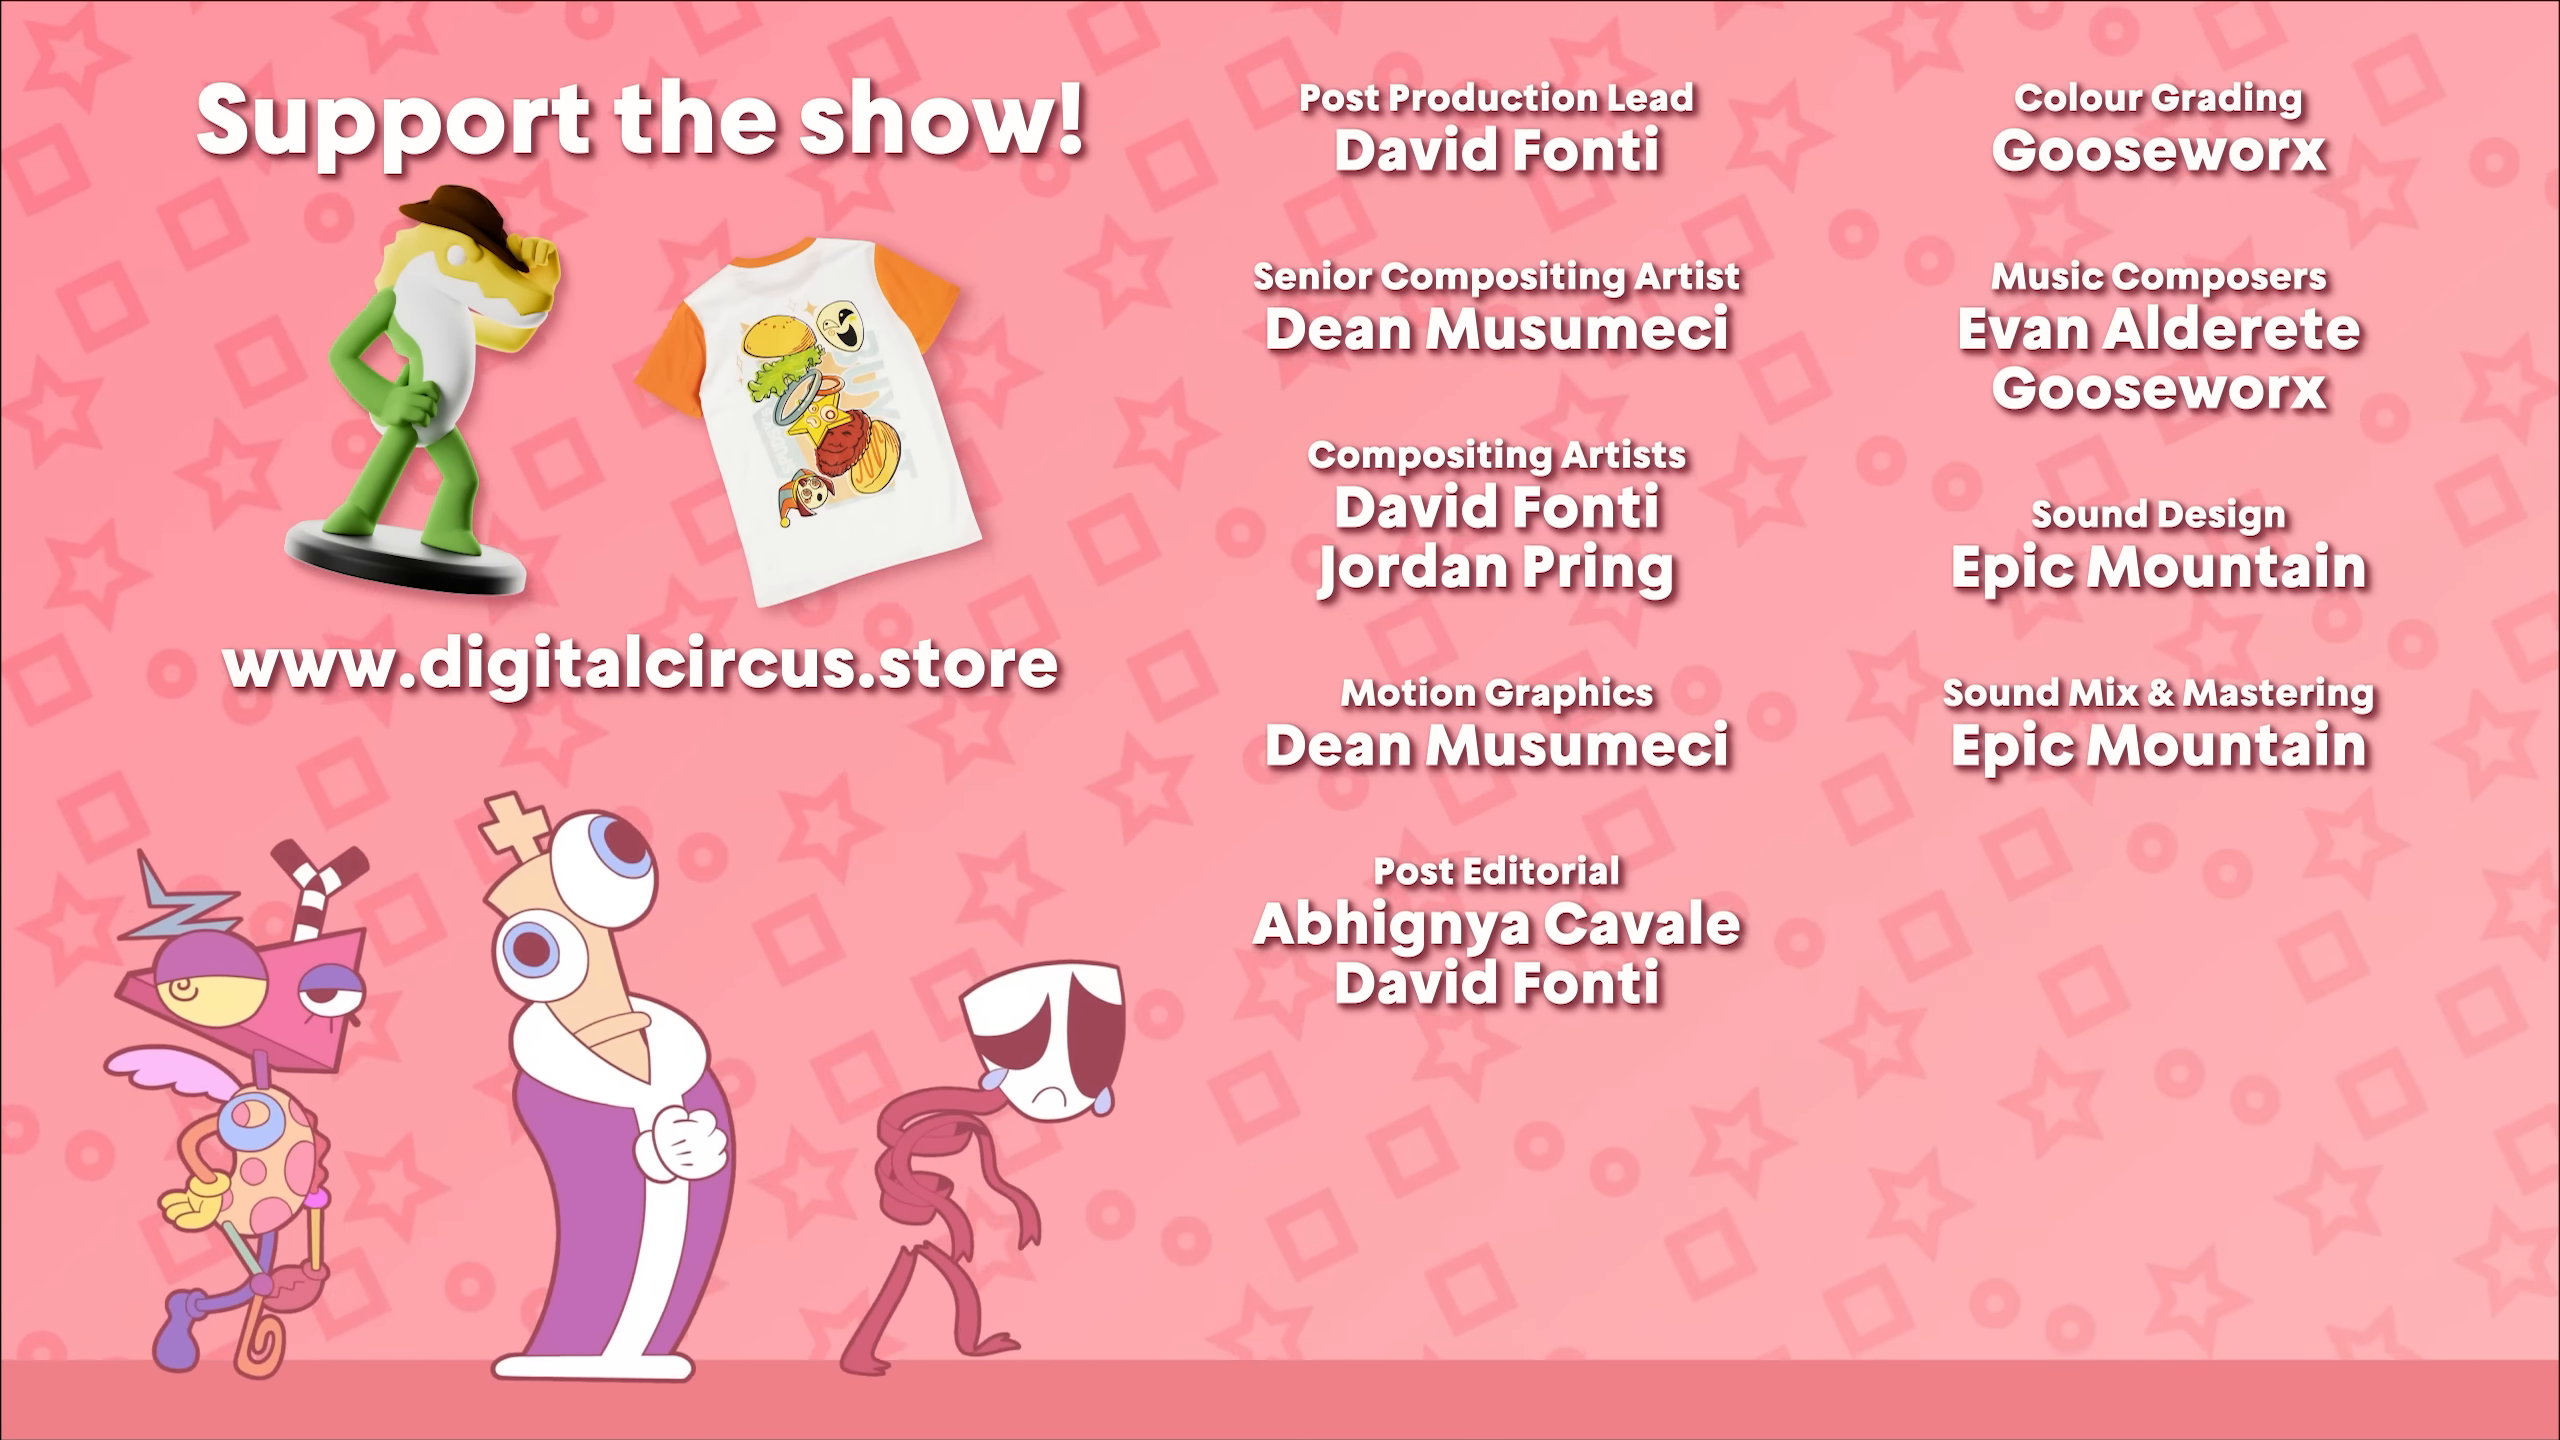 Support the show!
www.digitalcircus.store
Post Production Lead
David Fonti
Senior Compositing Artist
Dean Musumeci
Compositing Artists
David Fonti
Jordan Pring
Motion Graphics
Dean Musumeci
Post Editorial
Abhignya Cavale
David Fonti
Colour Grading
Gooseworx
Music Composers
Evan Alderete
Gooseworx
Sound Design
Epic Mountain
Sound Mix & Mastering
Epic Mountain